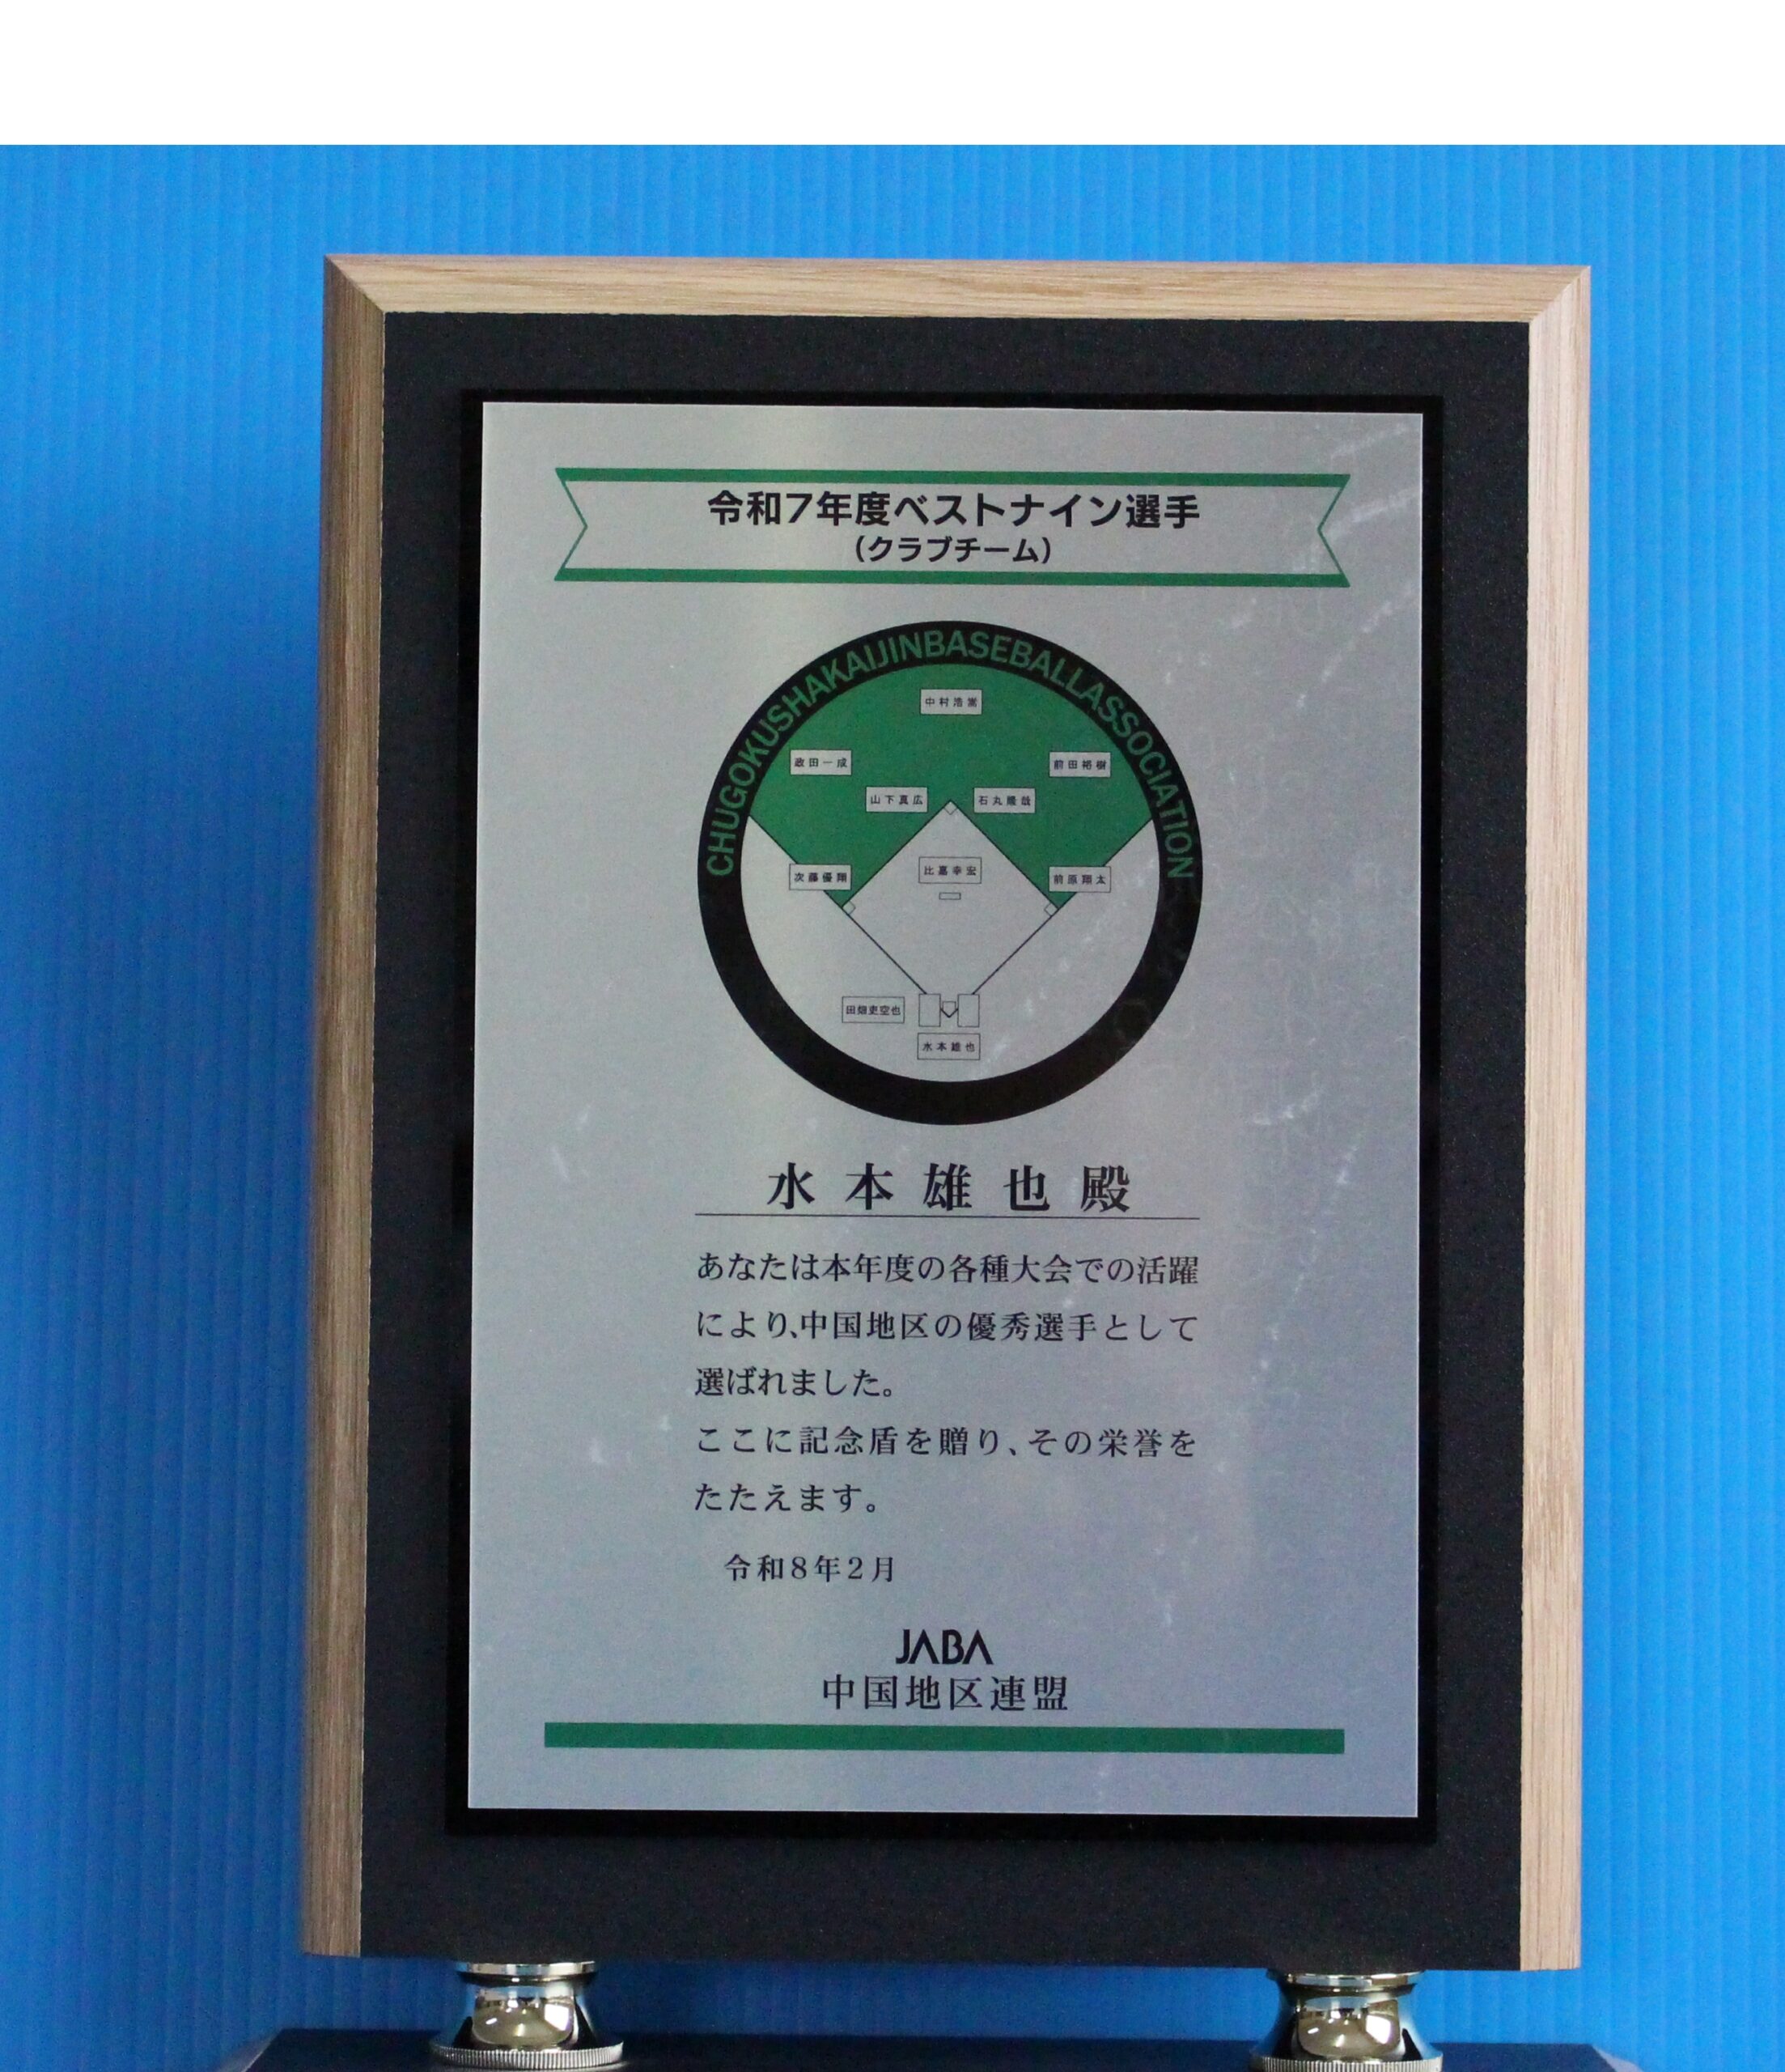 令和7年度ベストナイン選手
(クラブチーム)
CHUGOKUSHAKAIJINBASEBALLASSOCIATION
中村浩嵩
政田一成
前田裕樹
山下真広
石丸
次藤優翔
比嘉幸宏
前原翔太
田畑吏空也
水本雄也
水本雄也殿
あなたは本年度の各種大会での活躍
により、中国地区の優秀選手として
選ばれました。
ここに記念盾を贈り、その栄誉を
たたえます。
令和8年2月
JABA
中国地区連盟